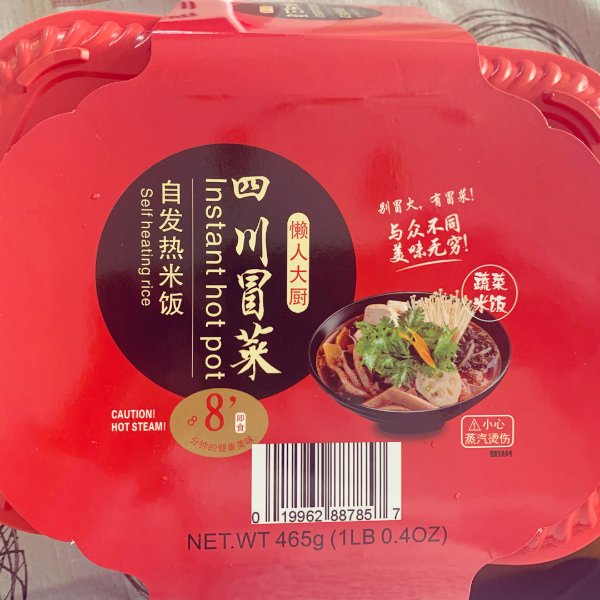 四川冒菜
Instant hot pot
懒人大厨
自发热米饭
Self heating rice
别冒火，有冒菜！
与众不同
美味无穷！
蔬菜
米饭
CAUTION!
HOT STEAM!
8 8'
即食
分钟的健康美味
小心
蒸汽烫伤
0 19962 88785 7
NET.WT 465g (1LB 0.4OZ)